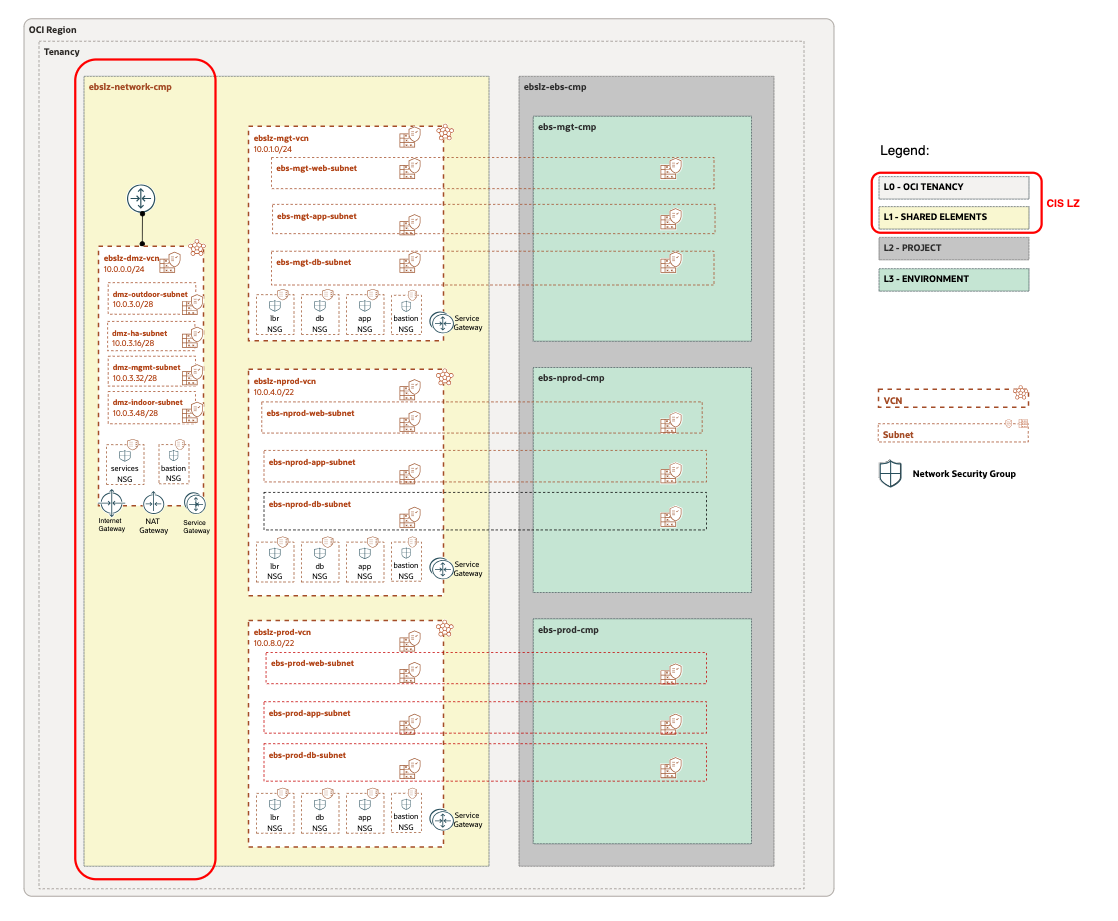 OCI Region
Tenancy
ebslz-network-cmp
ebslz-dmz-vcn
10.0.0.0/24
dmz-outdoor-subnet
10.0.3.0/28
dmz-ha-subnet
10.0.3.16/28
dmz-mgmt-subnet
10.0.3.32/28
dmz-indoor-subnet
10.0.3.48/28
services
NSG
bastion
NSG
Internet
Gateway
NAT
Gateway
Service
Gateway
ebslz-mgt-vcn
10.0.1.0/24
ebs-mgt-web-subnet
ebs-mgt-app-subnet
ebs-mgt-db-subnet
lbr
NSG
db
NSG
app
NSG
bastion
NSG
Service
Gateway
ebslz-nprod-vcn
10.0.4.0/22
ebs-nprod-web-subnet
ebs-nprod-app-subnet
ebs-nprod-db-subnet
lbr
NSG
db
NSG
app
NSG
bastion
NSG
Service
Gateway
ebslz-prod-vcn
10.0.8.0/22
ebs-prod-web-subnet
ebs-prod-app-subnet
ebs-prod-db-subnet
lbr
NSG
db
NSG
app
NSG
bastion
NSG
Service
Gateway
ebslz-ebs-cmp
ebs-mgt-cmp
ebs-nprod-cmp
ebs-prod-cmp
Legend:
L0 - OCI TENANCY
L1 - SHARED ELEMENTS
CIS LZ
L2 - PROJECT
L3 - ENVIRONMENT
VCN
Subnet
Network Security Group